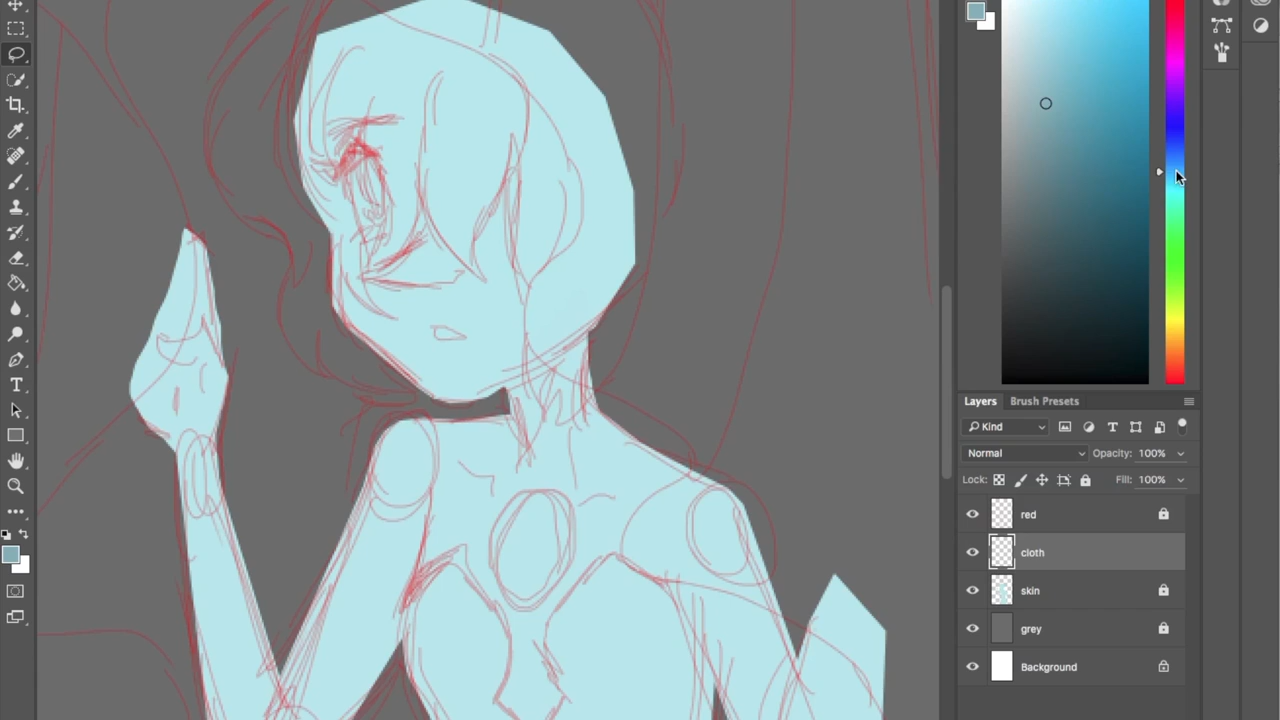 Layers Brush Presets
Kind
Normal Opacity: 100%
Lock: Fill: 100%
red
cloth
skin
grey
Background